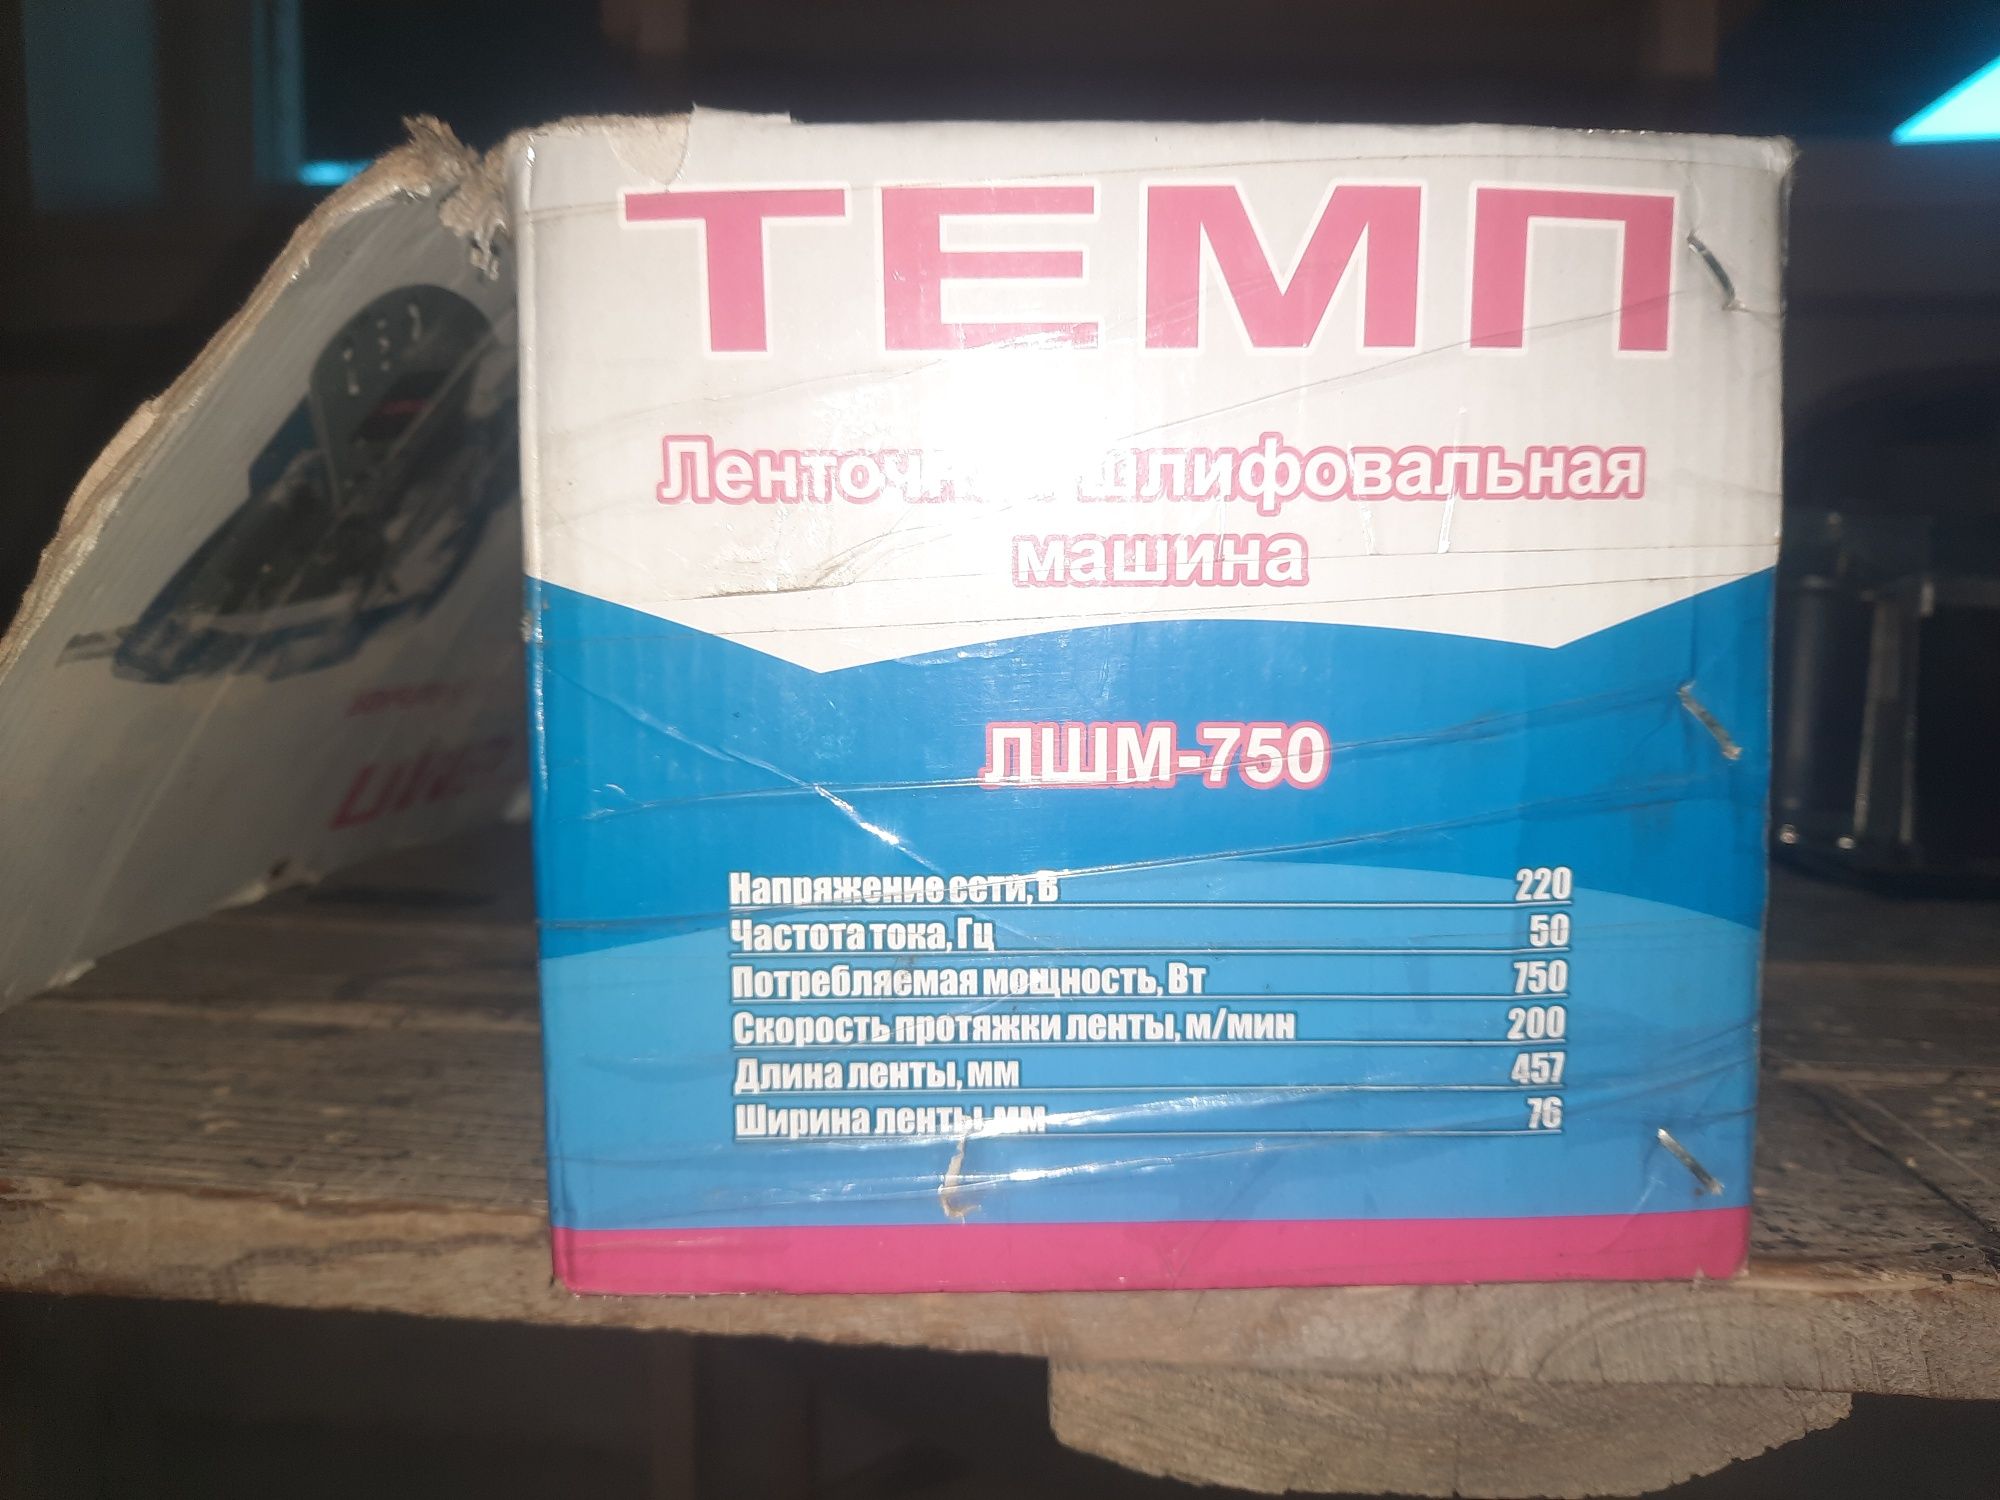 ТЕМП
шлифовальная
машина
ЛШМ-750
Напряжение сети, В 220
Частота тока, Гц 50
Потребляемая мощность, Вт 750
Скорость протяжки ленты, м/мин 200
Длина ленты, мм 457
Ширина ленты, мм 76